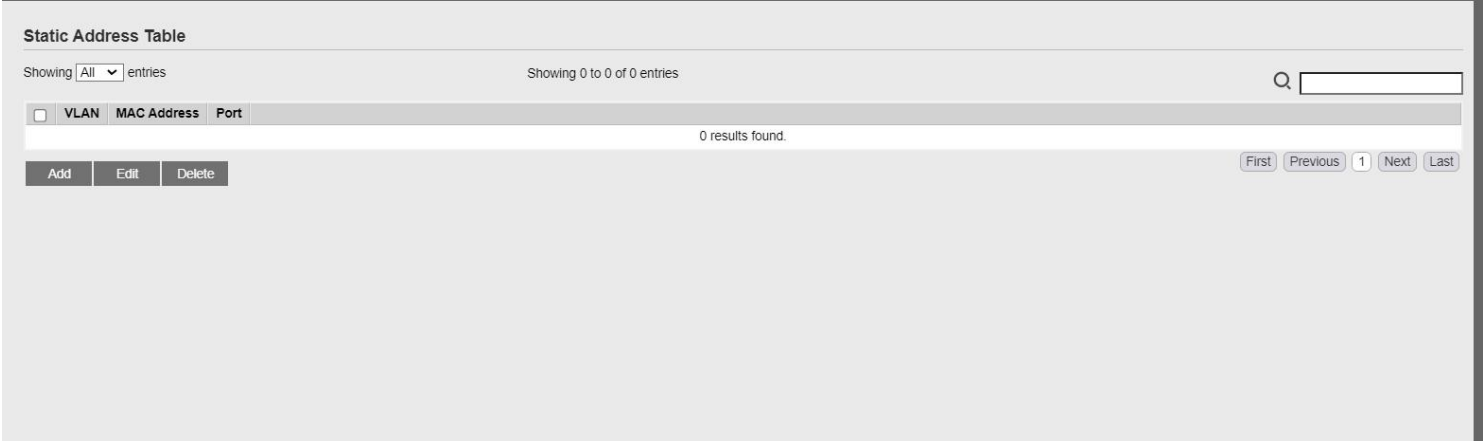 Static Address Table
Showing All entries
Showing 0 to 0 of 0 entries
VLAN MAC Address Port
0 results found.
Add Edit Delete
First Previous 1 Next Last